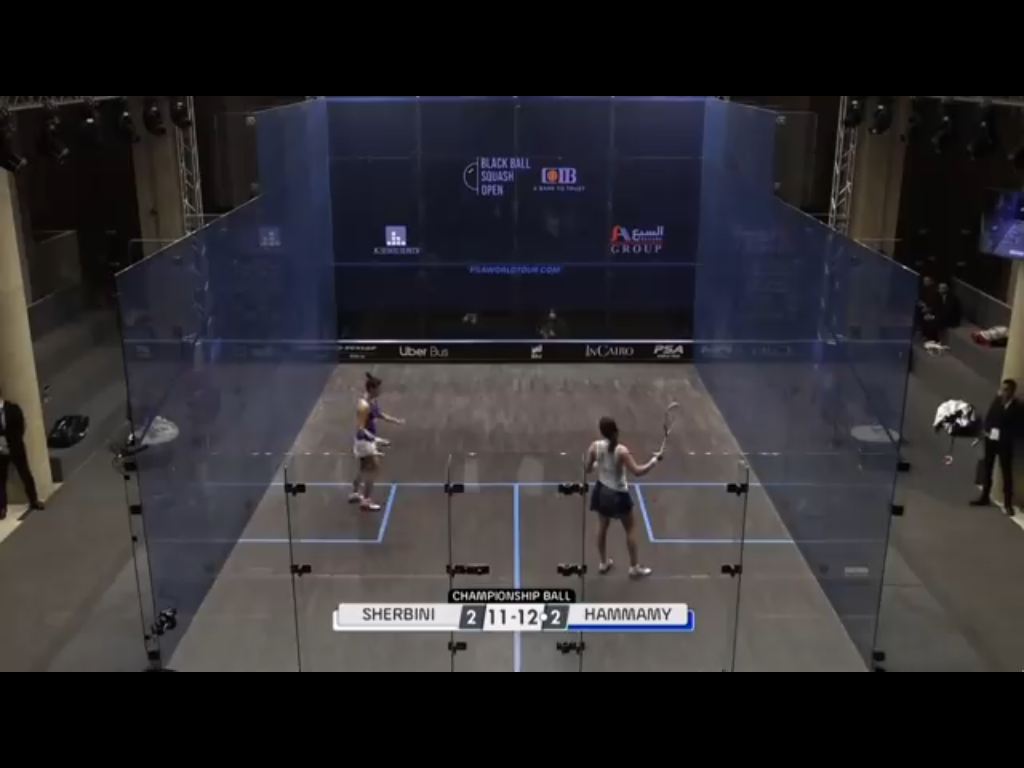 BLACK BALL
SQUASH
OPEN
CIB
A BANK TO TRUST
السبع
GROUP
PSAWORLDTOUR.COM
Uber Bus
InCAIRO
PSA
CHAMPIONSHIP BALL
SHERBINI 2 11-12 2 HAMMAMY